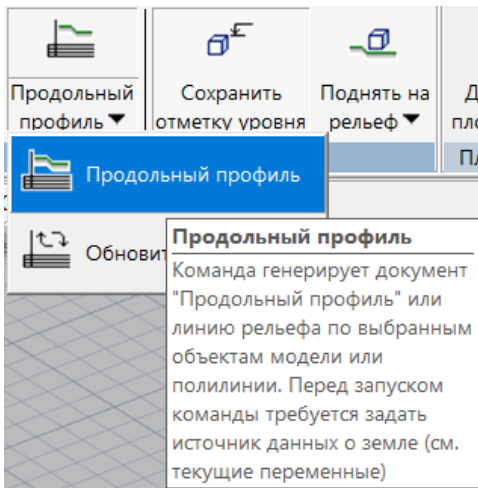 Продольный
профиль▼
Сохранить
отметку уровня
Поднять на
рельеф▼
Продольный профиль
Обновит
Продольный профиль
Команда генерирует документ
"Продольный профиль" или
линию рельефа по выбранным
объектам модели или
полилинии. Перед запуском
команды требуется задать
источник данных о земле (см.
текущие переменные)